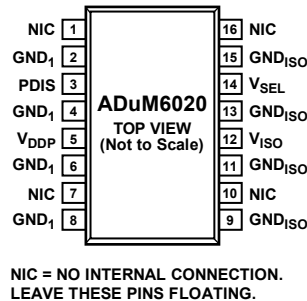 NIC 1 16 NIC
GND1 2 15 GNDISO
PDIS 3 14 VSEL
GND1 4 ADuM6020 13 GNDISO
TOP VIEW
VDDP 5 (Not to Scale) 12 VISO
GND1 6 11 GNDISO
NIC 7 10 NIC
GND1 8 9 GNDISO
NIC = NO INTERNAL CONNECTION.
LEAVE THESE PINS FLOATING.